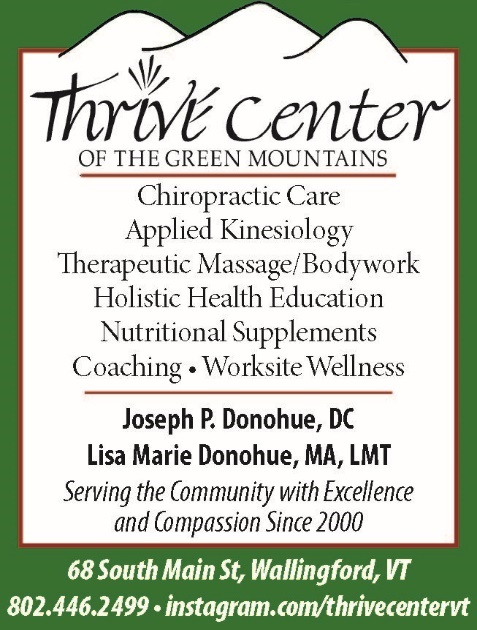 Thrive Center
OF THE GREEN MOUNTAINS
Chiropractic Care
Applied Kinesiology
Therapeutic Massage/Bodywork
Holistic Health Education
Nutritional Supplements
Coaching • Worksite Wellness
Joseph P. Donohue, DC
Lisa Marie Donohue, MA, LMT
Serving the Community with Excellence
and Compassion Since 2000
68 South Main St, Wallingford, VT
802.446.2499 • instagram.com/thrivecentervt